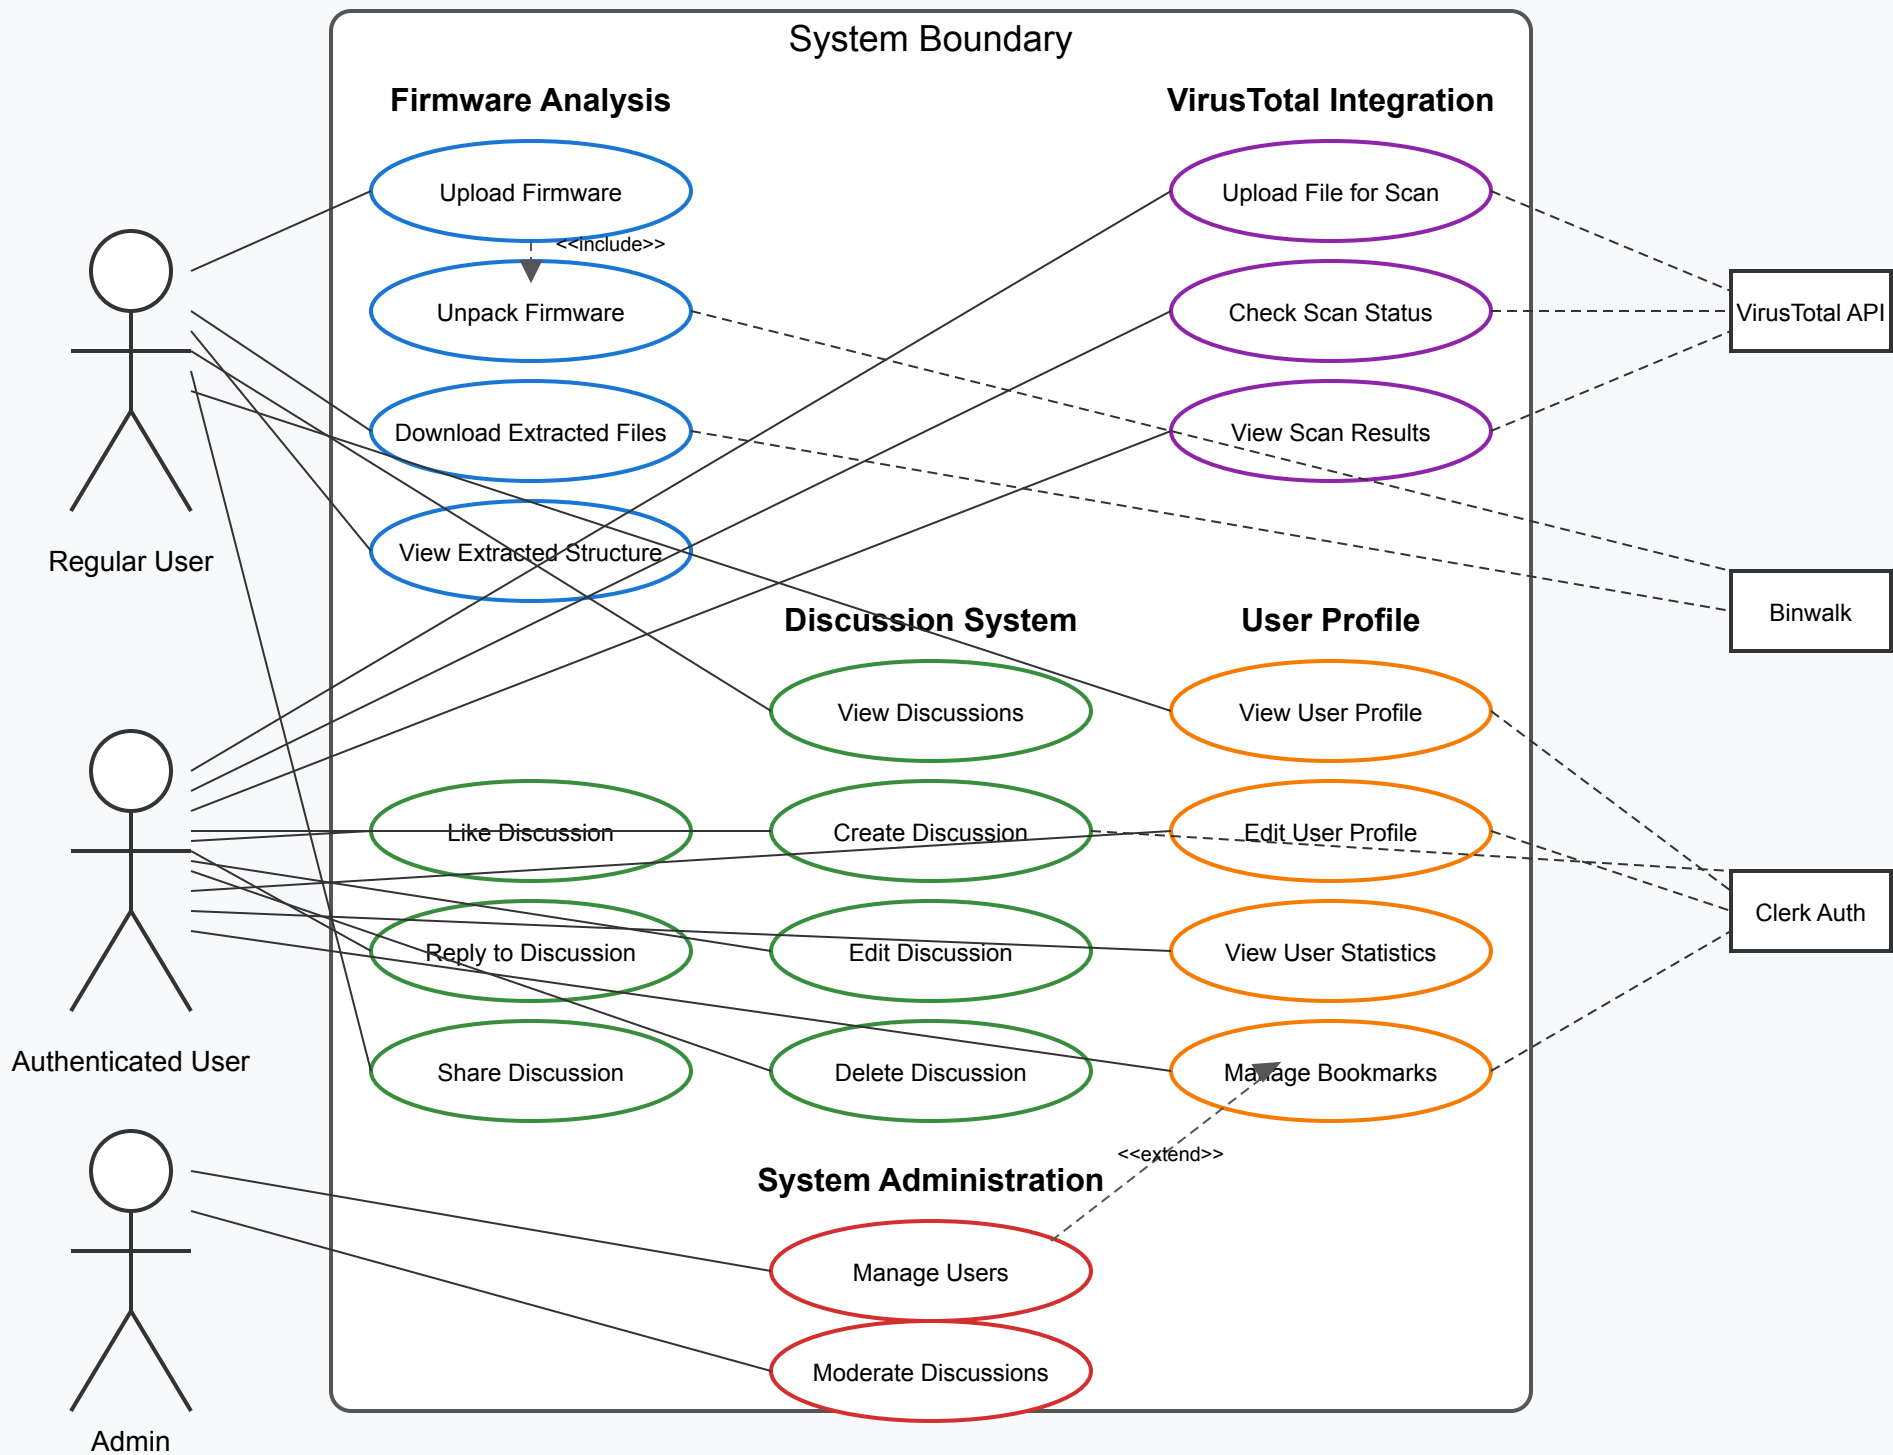 System Boundary
Firmware Analysis
VirusTotal Integration
Upload Firmware
Upload File for Scan
<<include>>
Unpack Firmware
Check Scan Status
VirusTotal API
Download Extracted Files
View Scan Results
Regular User
View Extracted Structure
Discussion System
User Profile
Binwalk
View Discussions
View User Profile
Like Discussion
Create Discussion
Edit User Profile
Clerk Auth
Reply to Discussion
Edit Discussion
View User Statistics
Authenticated User
Share Discussion
Delete Discussion
Manage Bookmarks
<<extend>>
System Administration
Manage Users
Moderate Discussions
Admin